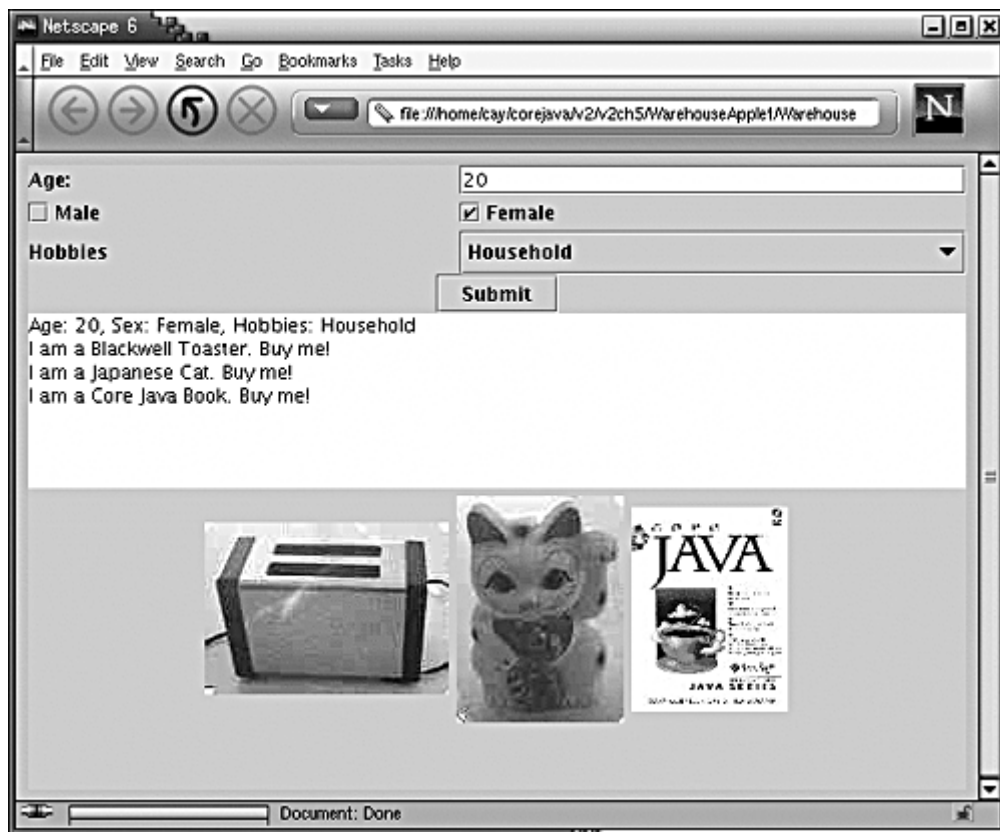 Netscape 6
File Edit View Search Go Bookmarks Tasks Help
file:///home/cay/corejava/v2/v2ch5/WarehouseApplet/Warehouse
N
Age: 20
Male Female
Hobbies Household
Submit
Age: 20, Sex: Female, Hobbies: Household
I am a Blackwell Toaster. Buy me!
I am a Japanese Cat. Buy me!
I am a Core Java Book. Buy me!
core
JAVA
JAVA SERIES
Document: Done